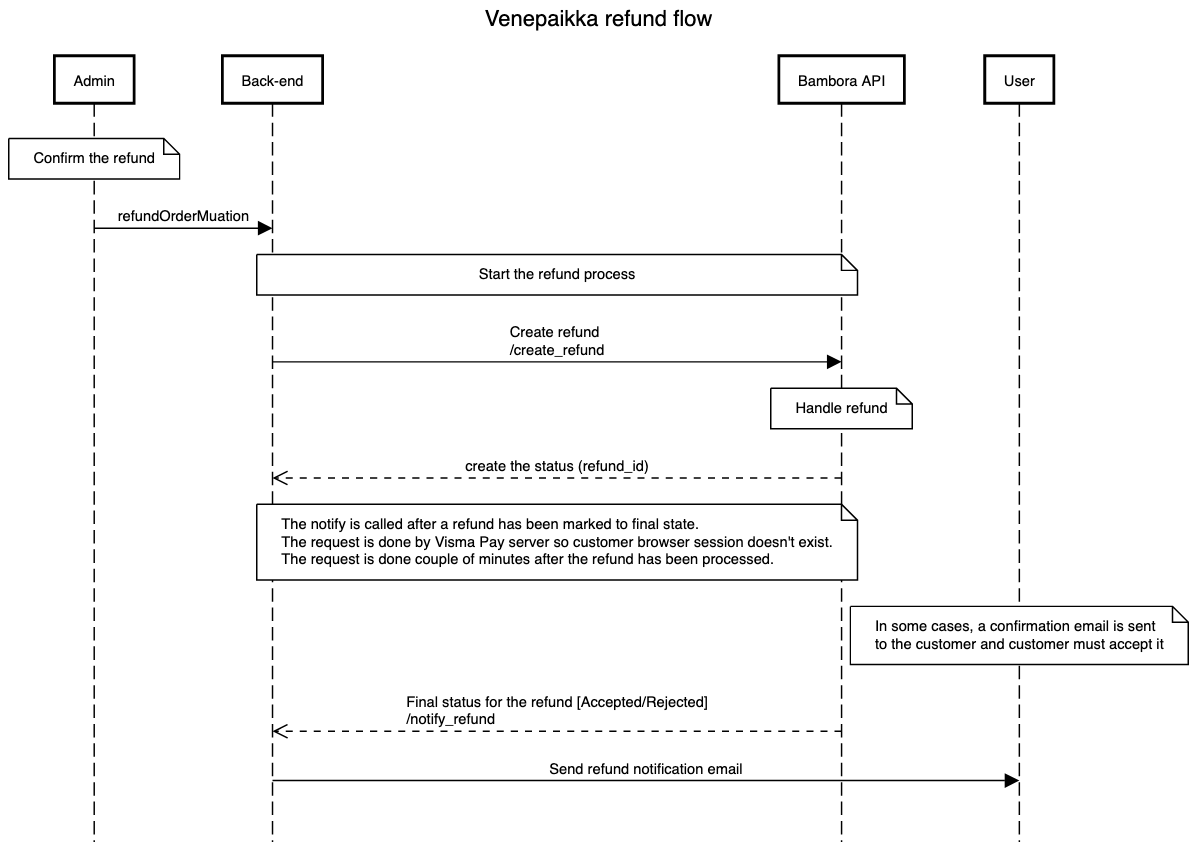 Venepaikka refund flow
Admin
Back-end
Bambora API
User
Confirm the refund
refundOrderMuation
Start the refund process
Create refund
/create_refund
Handle refund
create the status (refund_id)
The notify is called after a refund has been marked to final state.
The request is done by Visma Pay server so customer browser session doesn't exist.
The request is done couple of minutes after the refund has been processed.
In some cases, a confirmation email is sent
to the customer and customer must accept it
Final status for the refund [Accepted/Rejected]
/notify_refund
Send refund notification email